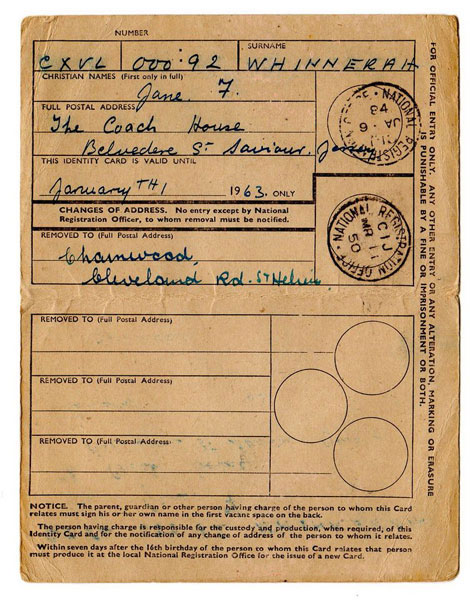 NUMBER
SURNAME
CXVL 000:92 WHINNERAH
CHRISTIAN NAMES (First only in full)
Jane. F.
FULL POSTAL ADDRESS
The Coach House
Belvedere St Saviour. Jersey
THIS IDENTITY CARD IS VALID UNTIL
January TH1 1963. ONLY
CHANGES OF ADDRESS. No entry except by National
Registration Officer, to whom removal must be notified.
REMOVED TO (Full Postal Address)
Charnwood,
Cleveland Rd. St Helier
REMOVED TO (Full Postal Address)
REMOVED TO (Full Postal Address)
REMOVED TO (Full Postal Address)
NOTICE. The parent, guardian or other person having charge of the person to whom this Card
relates must sign his or her own name in the first vacant space on the back.
The person having charge is responsible for the custody and production, when required, of this
Identity Card and for the notification of any change of address of the person to whom it relates.
Within seven days after the 16th birthday of the person to whom this Card relates that person
must produce it at the local National Registration Office for the issue of a new Card.
FOR OFFICIAL ENTRY ONLY. ANY OTHER ENTRY OR ANY ALTERATION, MARKING OR ERASURE
IS PUNISHABLE BY A FINE OR IMPRISONMENT OR BOTH.
NATIONAL REGISTRATION OFFICE
CIJ
50